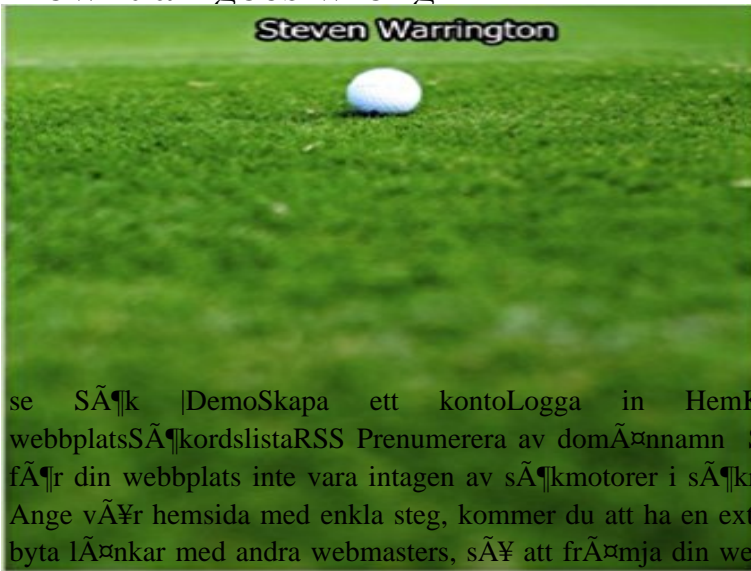 Steven Warrington
se SÃ¶k |DemoSkapa ett kontoLogga in
webbplatsSÃ¶kordslistaRSS Prenumerera av domÃ¤nnamn
fÃ¶r din webbplats inte vara intagen av sÃ¶kmotorer i
Ange vÃ¥r hemsida med enkla steg, kommer du att ha en
byta lÃ¤nkar med andra webmasters, sÃ¥ att frÃ¤mja din